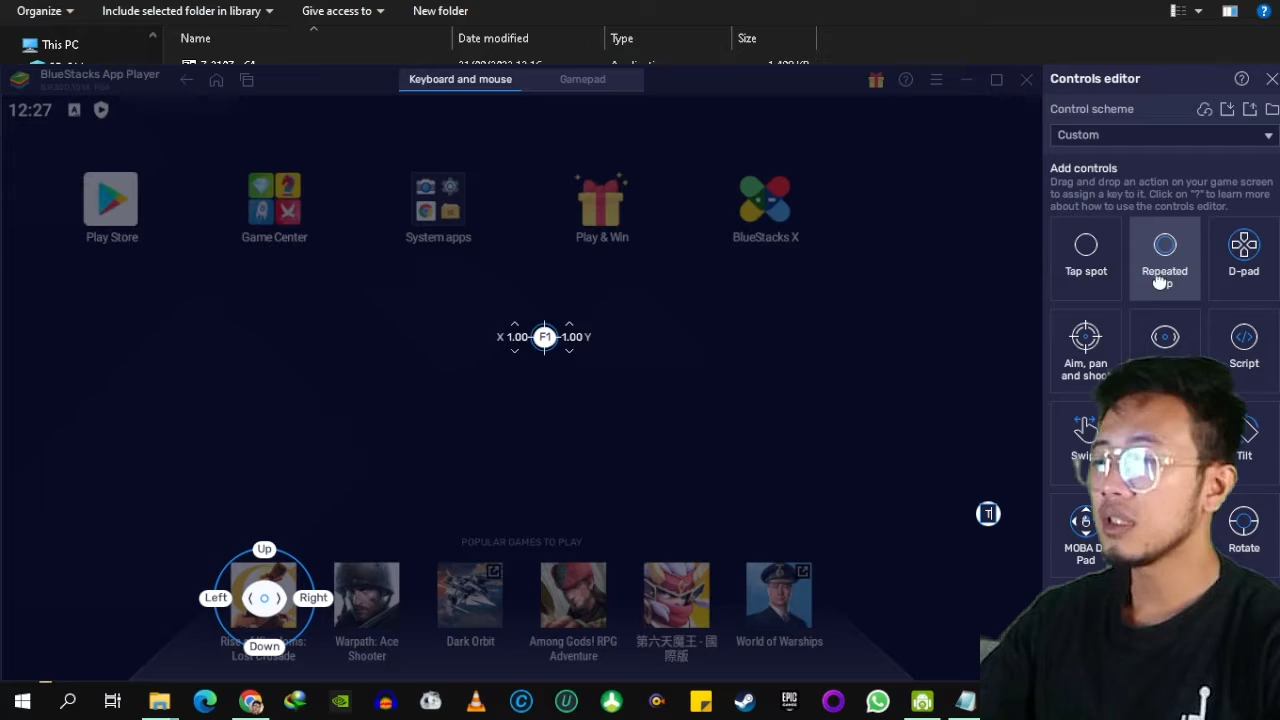 Organize Include selected folder in library Give access to New folder
This PC Name Date modified Type Size
BlueStacks App Player Keyboard and mouse Gamepad Controls editor
12:27 A
Control scheme
Custom
Add controls
Drag and drop an action on your game screen
to assign a key to it. Click on "?" to learn more
about how to use the controls editor.
Play Store Game Center System apps Play & Win BlueStacks X
Tap spot Repeated D-pad
X 1.00 F1 1.00 Y
Aim, pan
and shoot
Script
Tilt
T
MOBA D
Pad
Rotate
POPULAR GAMES TO PLAY
Up
Left Right
Down
Lost Crusade
Warpath: Ace
Shooter
Dark Orbit
Among Gods! RPG
Adventure
第六天魔王 - 國
際版
World of Warships
EPIC
GAMES